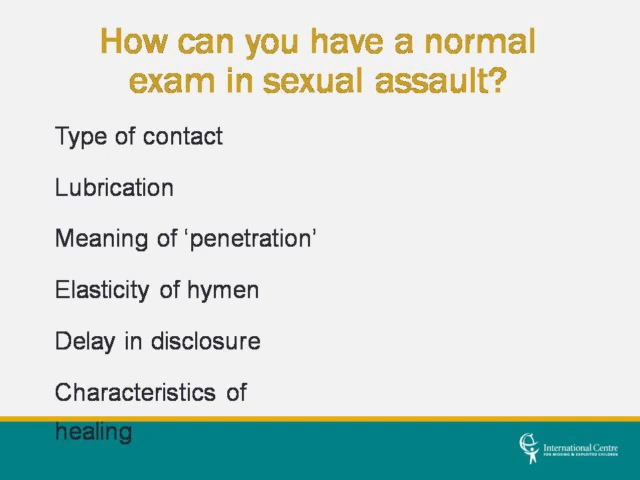 How can you have a normal
exam in sexual assault?
Type of contact
Lubrication
Meaning of ‘penetration’
Elasticity of hymen
Delay in disclosure
Characteristics of
healing
International Centre
FOR MISSING & EXPLOITED CHILDREN